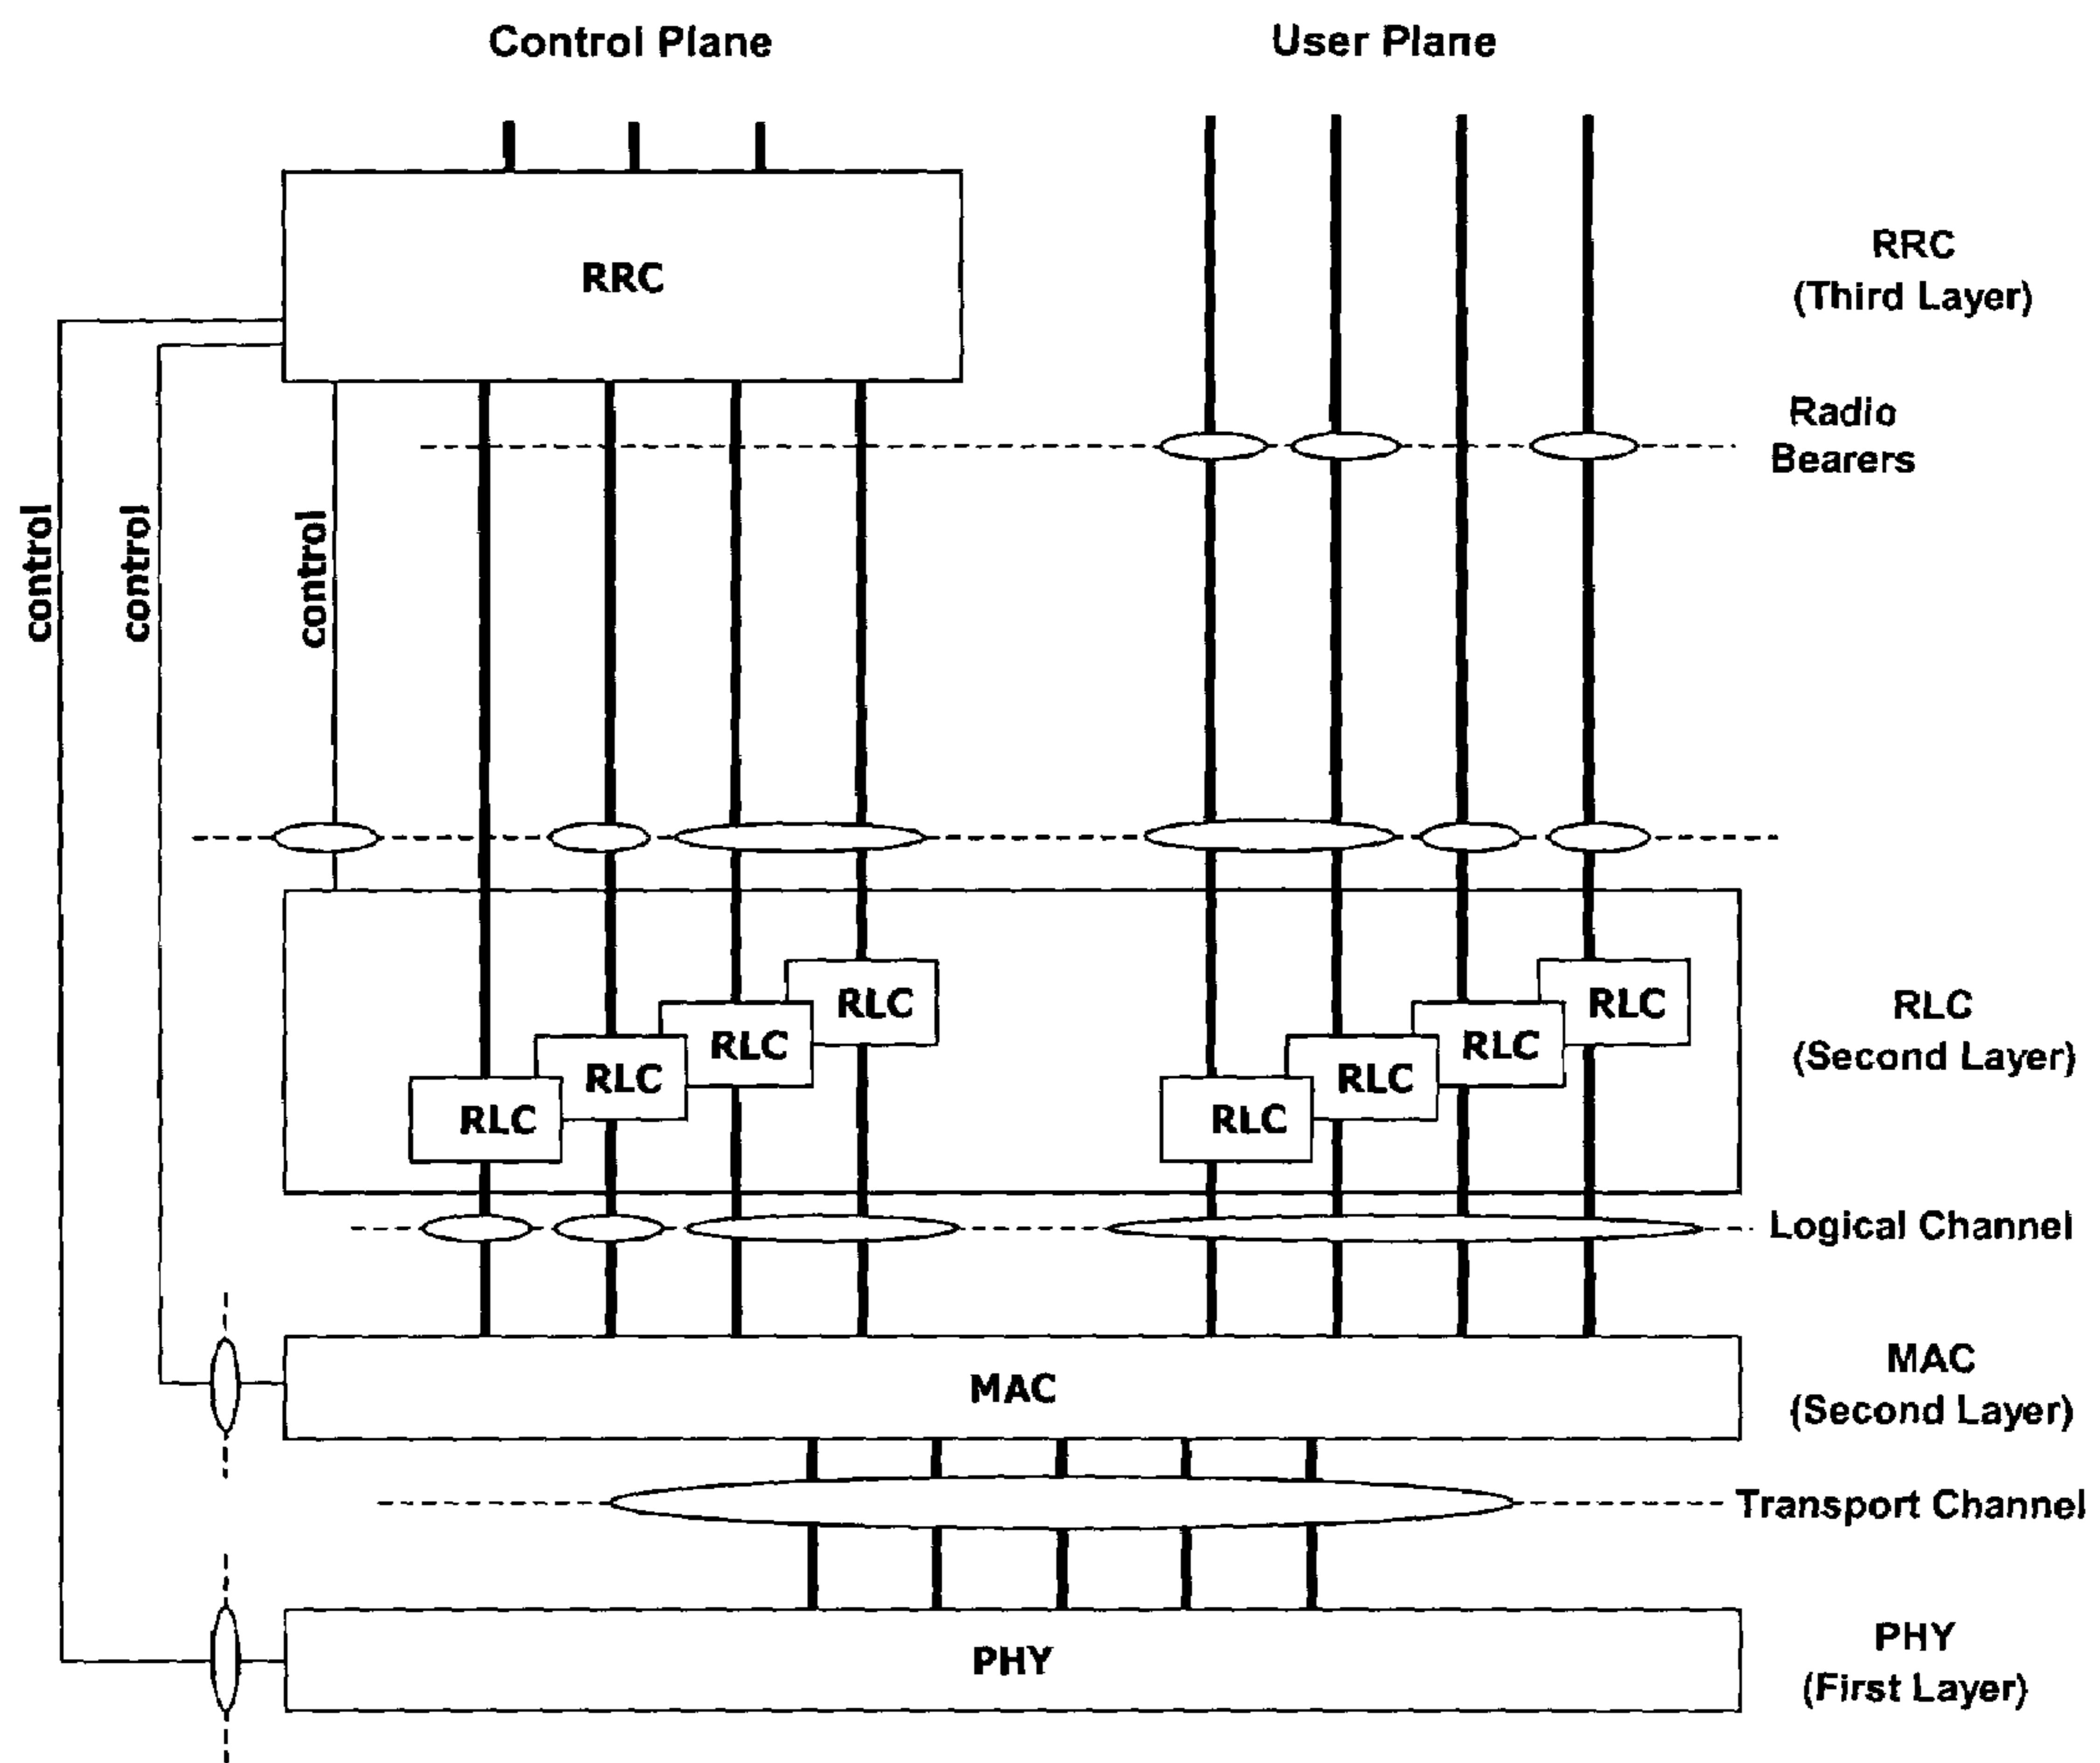 Control Plane
User Plane
RRC
RRC
(Third Layer)
Radio
Bearers
control
control
control
RLC
RLC
RLC
RLC
RLC
RLC
RLC
RLC
RLC
(Second Layer)
Logical Channel
MAC
MAC
(Second Layer)
Transport Channel
PHY
PHY
(First Layer)